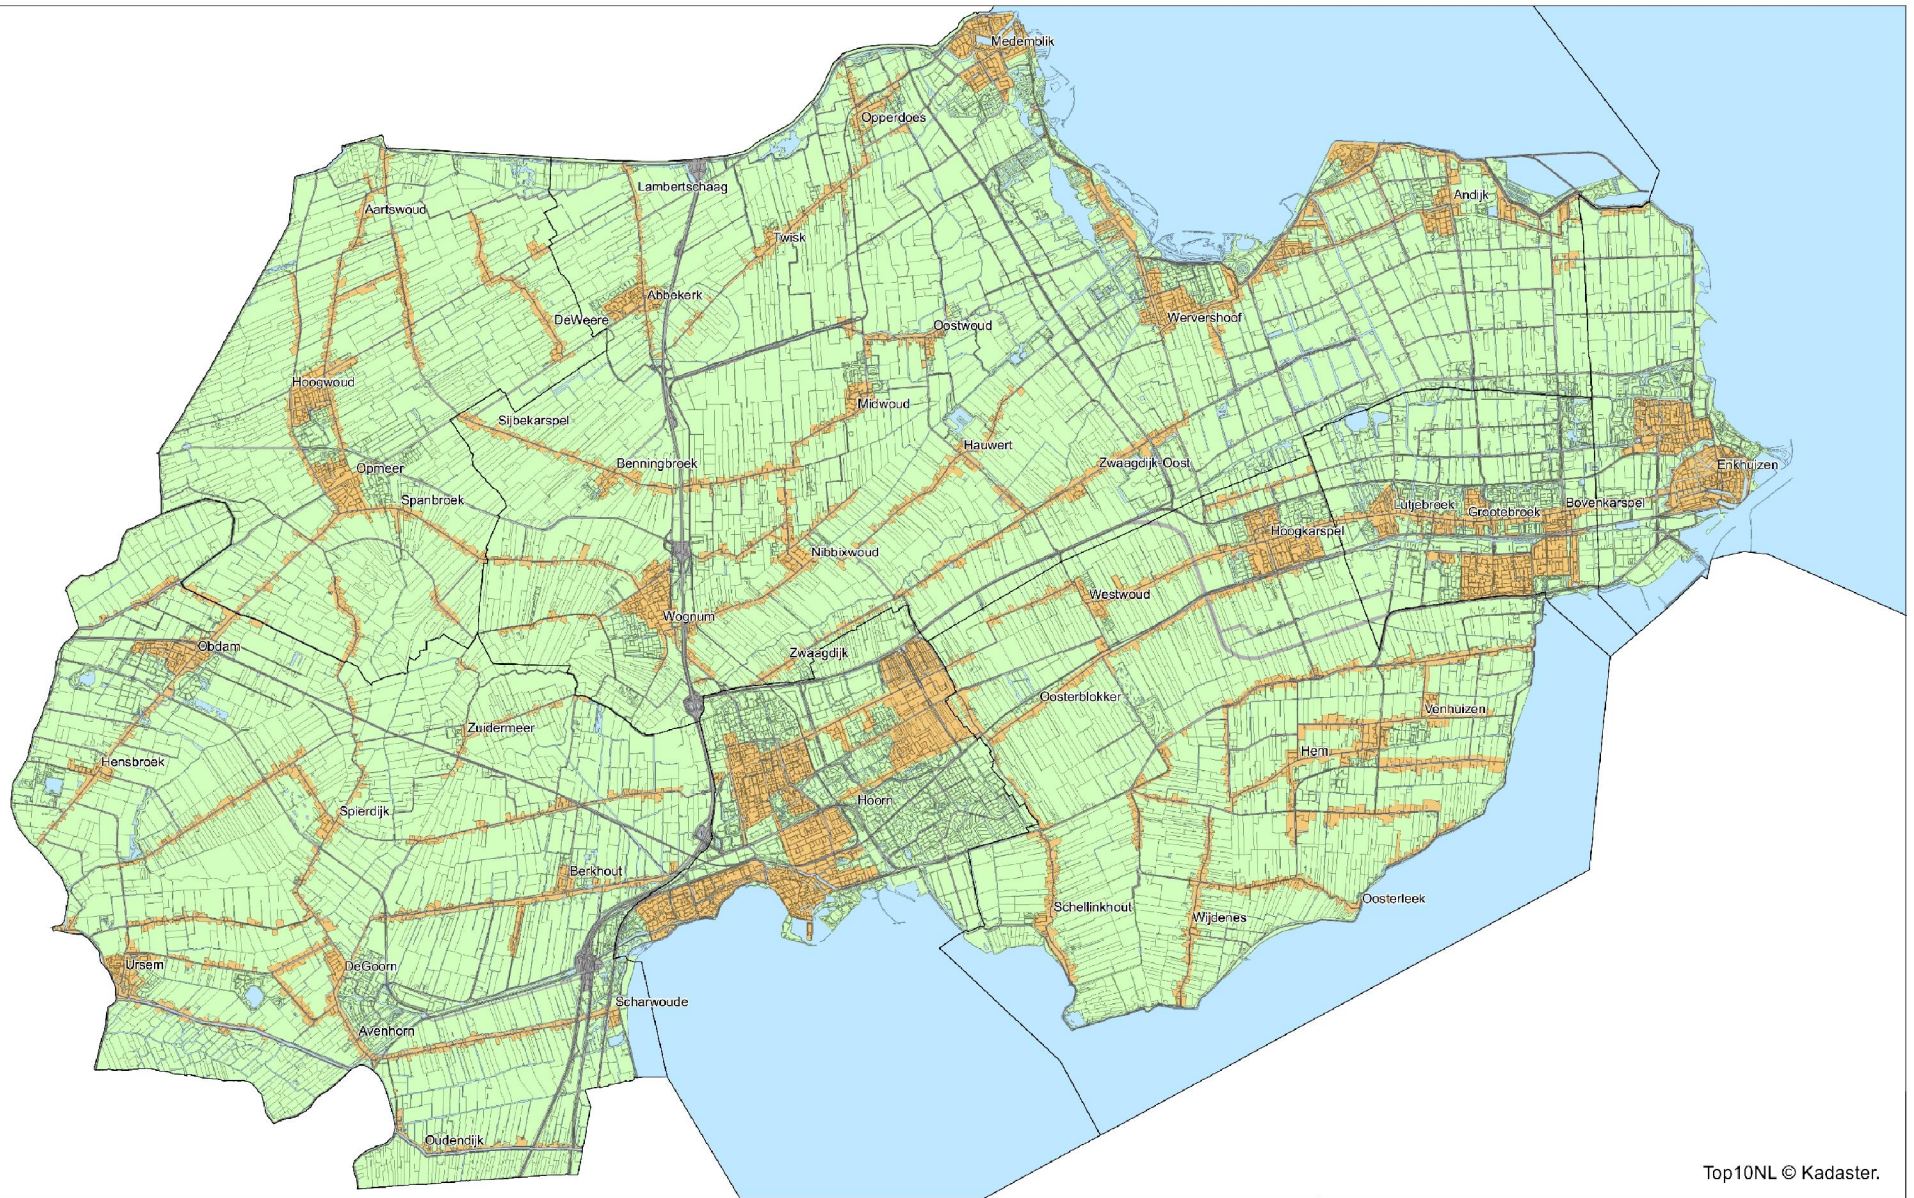 Medemblik
Opperdoes
Lambertschaag
Andijk
Aartswoud
Twisk
Abbekerk
DeWeere
Wervershoof
Oostwoud
Hoogwoud
Midwoud
Sijbekarspel
Hauwert
Benningbroek
Zwaagdijk-Oost
Enkhuizen
Opmeer
Spanbroek
Lutjebroek
Grootebroek
Bovenkarspel
Hoogkarspel
Nibbixwoud
Westwoud
Wognum
Obdam
Zwaagdijk
Oosterblokker
Venhuizen
Zuidermeer
Hem
Hensbroek
Hoorn
Spierdijk
Berkhout
Oosterleek
Schellinkhout
Wijdenes
Ursem
DeGoorn
Scharwoude
Avenhorn
Oudendijk
Top10NL © Kadaster.